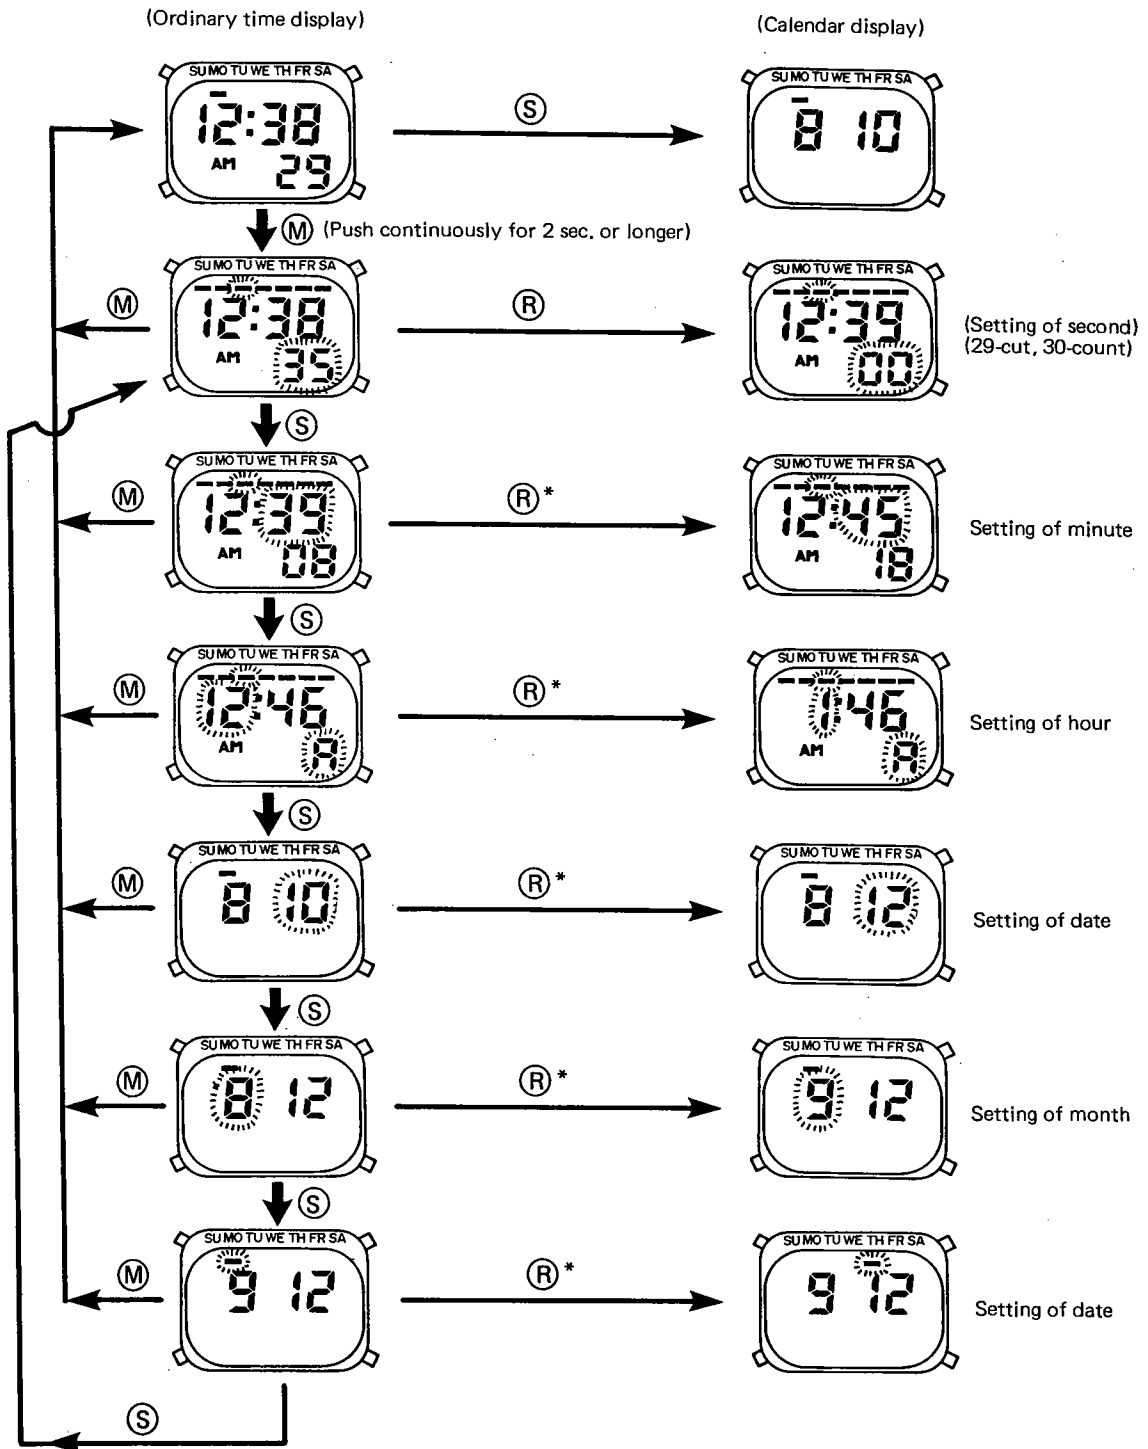 (Ordinary time display)
(Calendar display)
SU MO TU WE TH FR SA
12:38
AM
29
S
SU MO TU WE TH FR SA
8 10
M (Push continuously for 2 sec. or longer)
M
SU MO TU WE TH FR SA
12:38
AM
35
R
SU MO TU WE TH FR SA
12:39
AM
00
(Setting of second)
(29-cut, 30-count)
S
M
SU MO TU WE TH FR SA
12:39
AM
08
R*
SU MO TU WE TH FR SA
12:45
AM
18
Setting of minute
S
M
SU MO TU WE TH FR SA
12:46
AM
A
R*
SU MO TU WE TH FR SA
1:46
AM
A
Setting of hour
S
M
SU MO TU WE TH FR SA
8 10
R*
SU MO TU WE TH FR SA
8 12
Setting of date
S
M
SU MO TU WE TH FR SA
8 12
R*
SU MO TU WE TH FR SA
9 12
Setting of month
S
M
SU MO TU WE TH FR SA
9 12
R*
SU MO TU WE TH FR SA
9 12
Setting of date
S